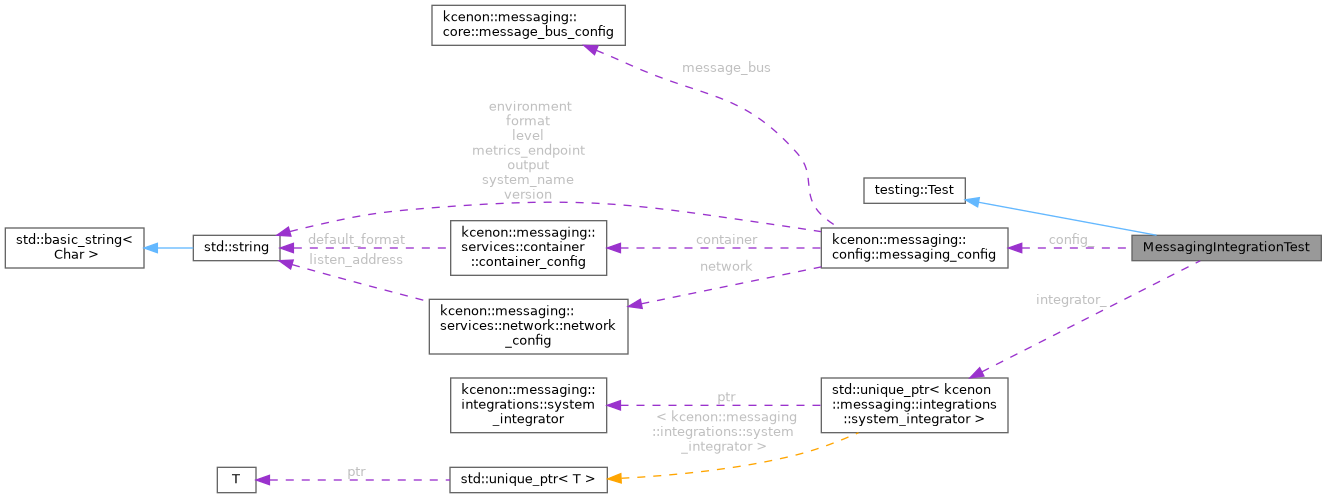 kcenon::messaging::
core::message_bus_config
message_bus
environment
format
level
metrics_endpoint
output
system_name
version
testing::Test
std::basic_string<
Char >
std::string
default_format
listen_address
kcenon::messaging::
services::container
::container_config
container
kcenon::messaging::
config::messaging_config
config_
MessagingIntegrationTest
network
kcenon::messaging::
services::network::network
_config
integrator_
kcenon::messaging::
integrations::system
_integrator
ptr
std::unique_ptr< kcenon
::messaging::integrations
::system_integrator >
< kcenon::messaging
::integrations::system
_integrator >
T
ptr
std::unique_ptr< T >